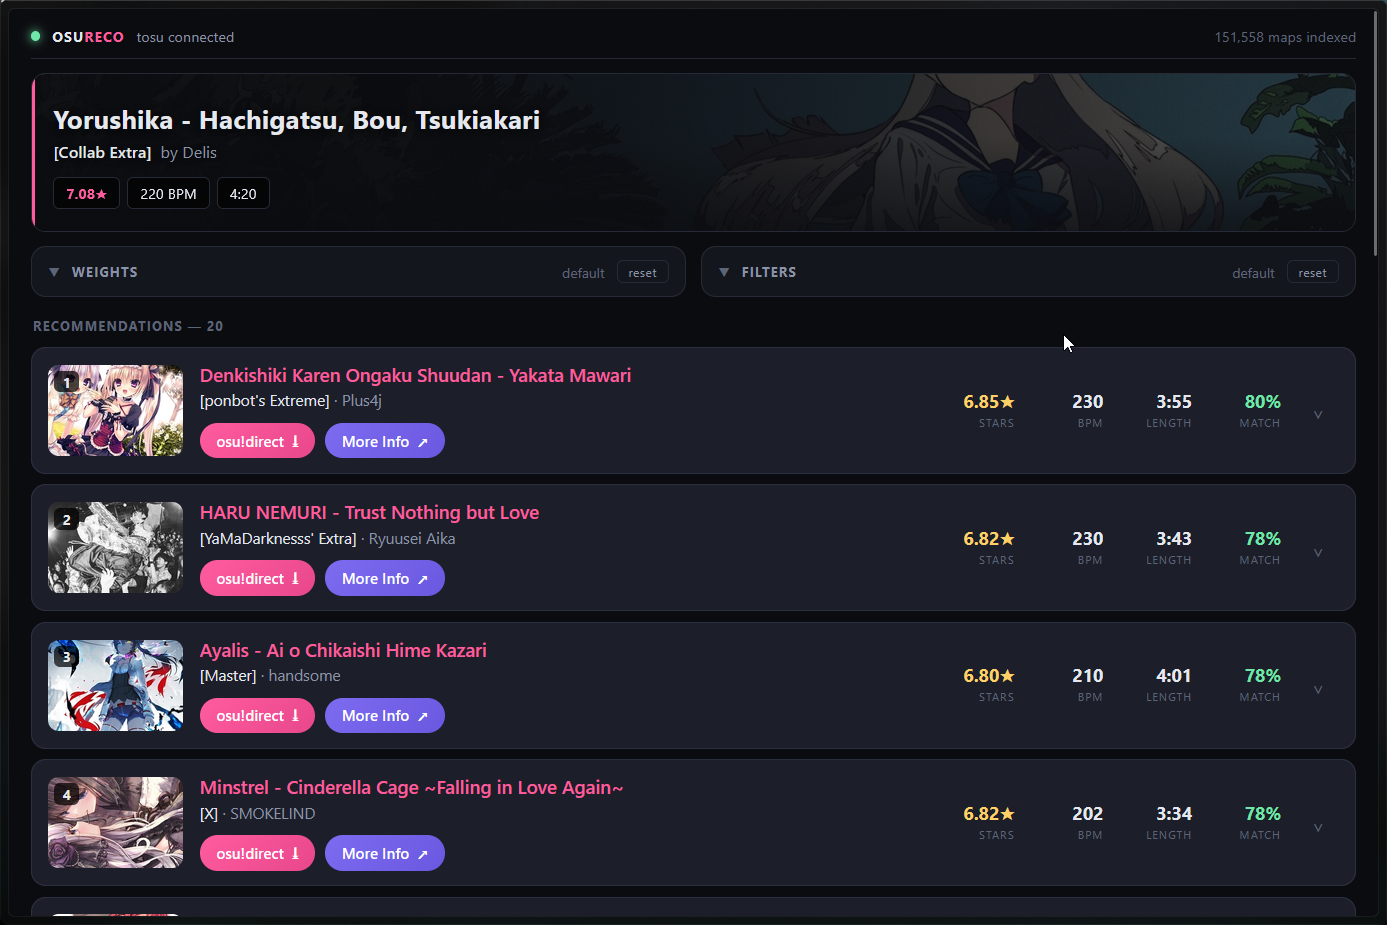 OSURECO tosu connected 151,558 maps indexed
Yorushika - Hachigatsu, Bou, Tsukiakari
[Collab Extra] by Delis
7.08★ 220 BPM 4:20
▼ WEIGHTS default reset
▼ FILTERS default reset
RECOMMENDATIONS — 20
1
Denkishiki Karen Ongaku Shuudan - Yakata Mawari
[ponbot's Extreme] · Plus4j
osu!direct ⭳ More Info ↗
6.85★ 230 3:55 80%
STARS BPM LENGTH MATCH
2
HARU NEMURI - Trust Nothing but Love
[YaMaDarknesss' Extra] · Ryuusei Aika
osu!direct ⭳ More Info ↗
6.82★ 230 3:43 78%
STARS BPM LENGTH MATCH
3
Ayalis - Ai o Chikaishi Hime Kazari
[Master] · handsome
osu!direct ⭳ More Info ↗
6.80★ 210 4:01 78%
STARS BPM LENGTH MATCH
4
Minstrel - Cinderella Cage ~Falling in Love Again~
[X] · SMOKELIND
osu!direct ⭳ More Info ↗
6.82★ 202 3:34 78%
STARS BPM LENGTH MATCH